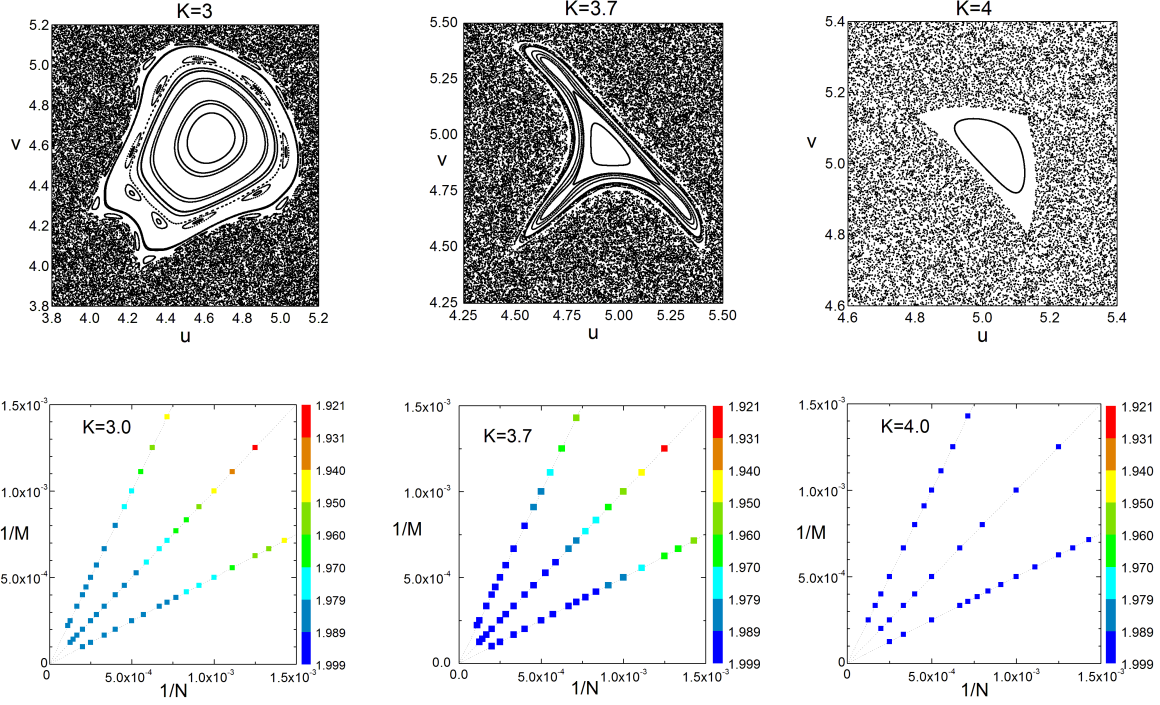 K=3
5.2
5.0
4.8
4.6
4.4
4.2
4.0
3.8
v
3.8 4.0 4.2 4.4 4.6 4.8 5.0 5.2
u
K=3.7
5.50
5.25
5.00
4.75
4.50
4.25
v
4.25 4.50 4.75 5.00 5.25 5.50
u
K=4
5.4
5.2
5.0
4.8
4.6
v
4.6 4.8 5.0 5.2 5.4
u
K=3.0
1.5x10⁻³
1.0x10⁻³
1/M
5.0x10⁻⁴
0
0 5.0x10⁻⁴ 1.0x10⁻³ 1.5x10⁻³
1/N
1.921
1.931
1.940
1.950
1.960
1.970
1.979
1.989
1.999
K=3.7
1.5x10⁻³
1.0x10⁻³
1/M
5.0x10⁻⁴
0.0
0.0 5.0x10⁻⁴ 1.0x10⁻³ 1.5x10⁻³
1/N
1.921
1.931
1.940
1.950
1.960
1.970
1.979
1.989
1.999
K=4.0
1.5x10⁻³
1.0x10⁻³
1/M
5.0x10⁻⁴
0
0 5.0x10⁻⁴ 1.0x10⁻³ 1.5x10⁻³
1/N
1.921
1.931
1.940
1.950
1.960
1.970
1.979
1.989
1.999